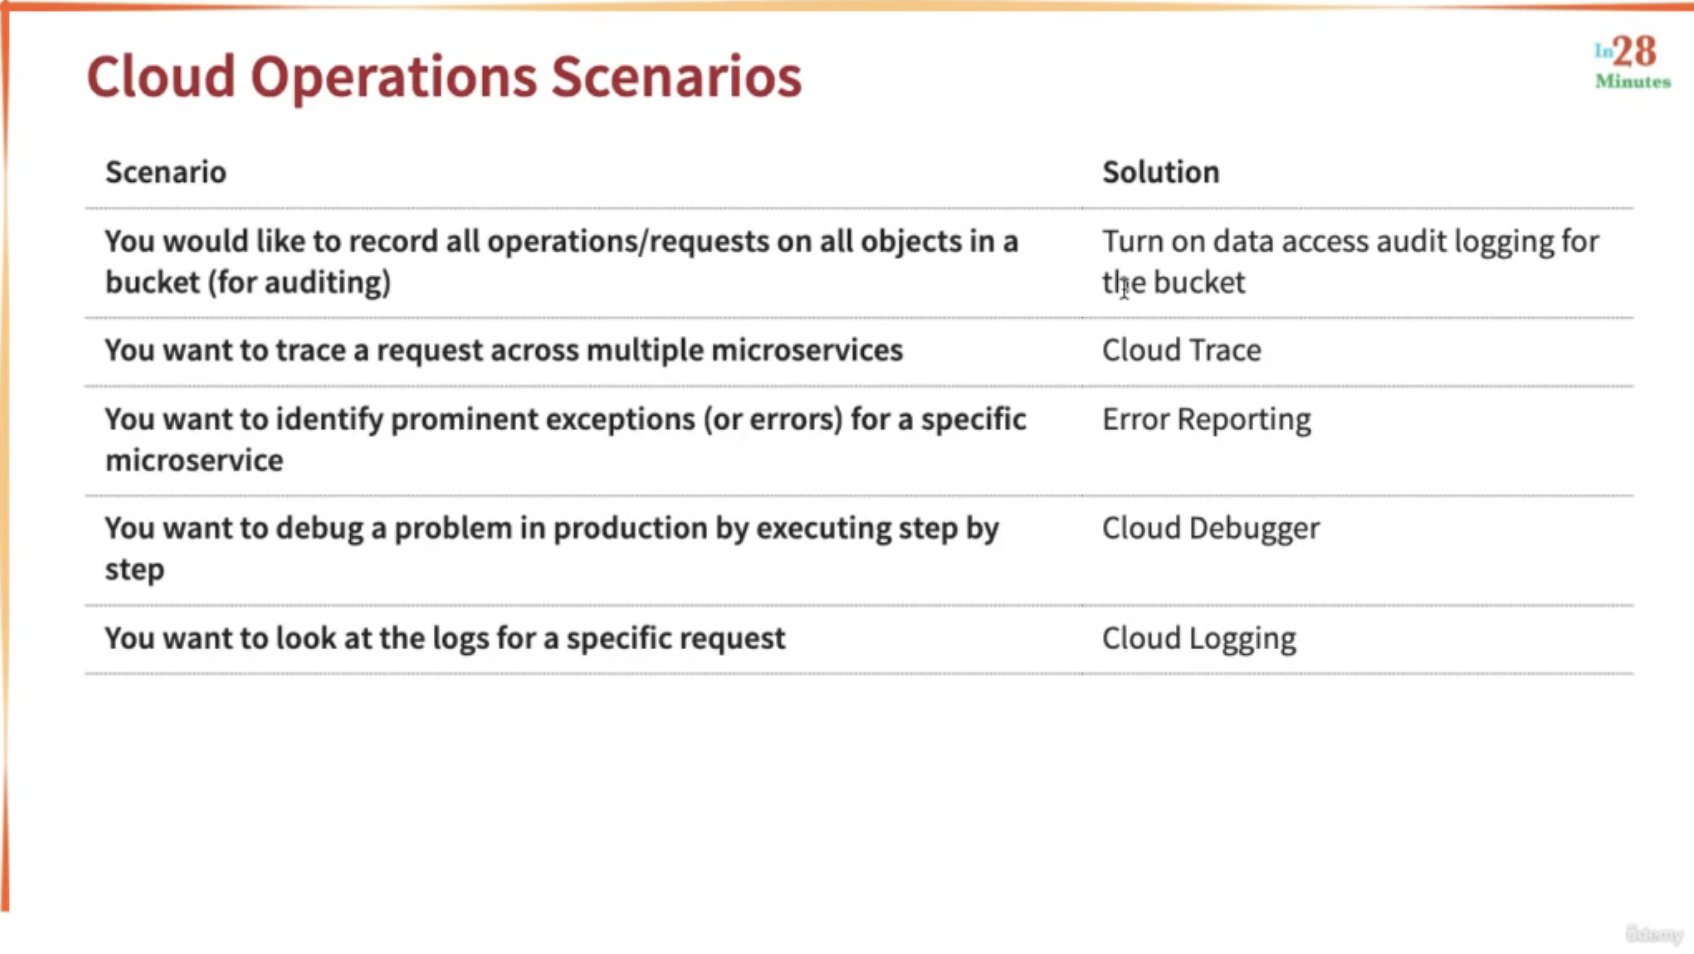 Cloud Operations Scenarios
In28
Minutes
Scenario
Solution
You would like to record all operations/requests on all objects in a
bucket (for auditing)
Turn on data access audit logging for
the bucket
You want to trace a request across multiple microservices
Cloud Trace
You want to identify prominent exceptions (or errors) for a specific
microservice
Error Reporting
You want to debug a problem in production by executing step by
step
Cloud Debugger
You want to look at the logs for a specific request
Cloud Logging
Udemy